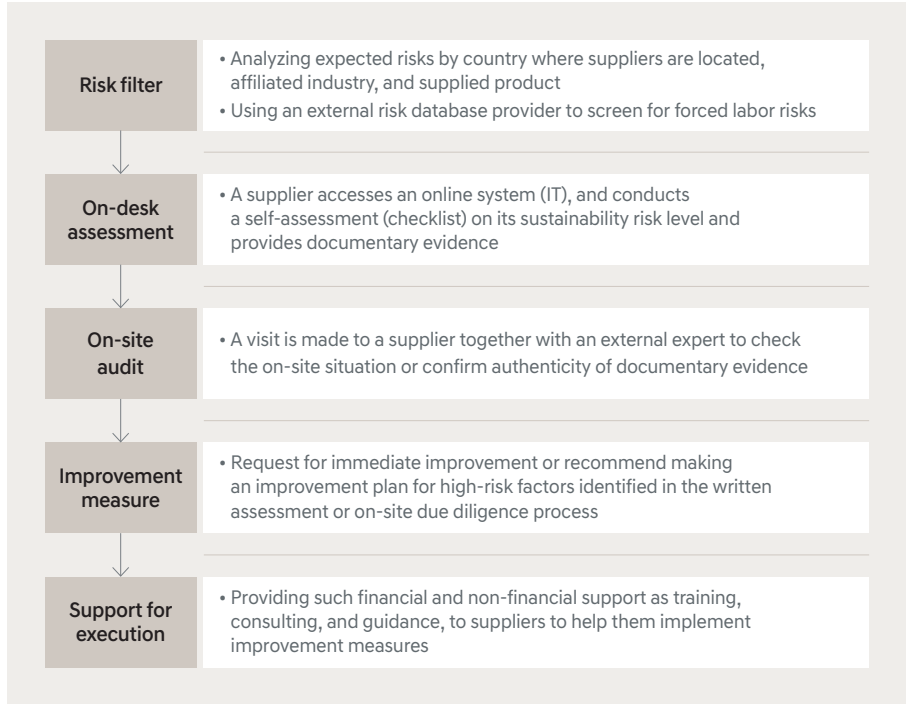 Risk filter
• Analyzing expected risks by country where suppliers are located,
affiliated industry, and supplied product
• Using an external risk database provider to screen for forced labor risks
On-desk
assessment
• A supplier accesses an online system (IT), and conducts
a self-assessment (checklist) on its sustainability risk level and
provides documentary evidence
On-site
audit
• A visit is made to a supplier together with an external expert to check
the on-site situation or confirm authenticity of documentary evidence
Improvement
measure
• Request for immediate improvement or recommend making
an improvement plan for high-risk factors identified in the written
assessment or on-site due diligence process
Support for
execution
• Providing such financial and non-financial support as training,
consulting, and guidance, to suppliers to help them implement
improvement measures